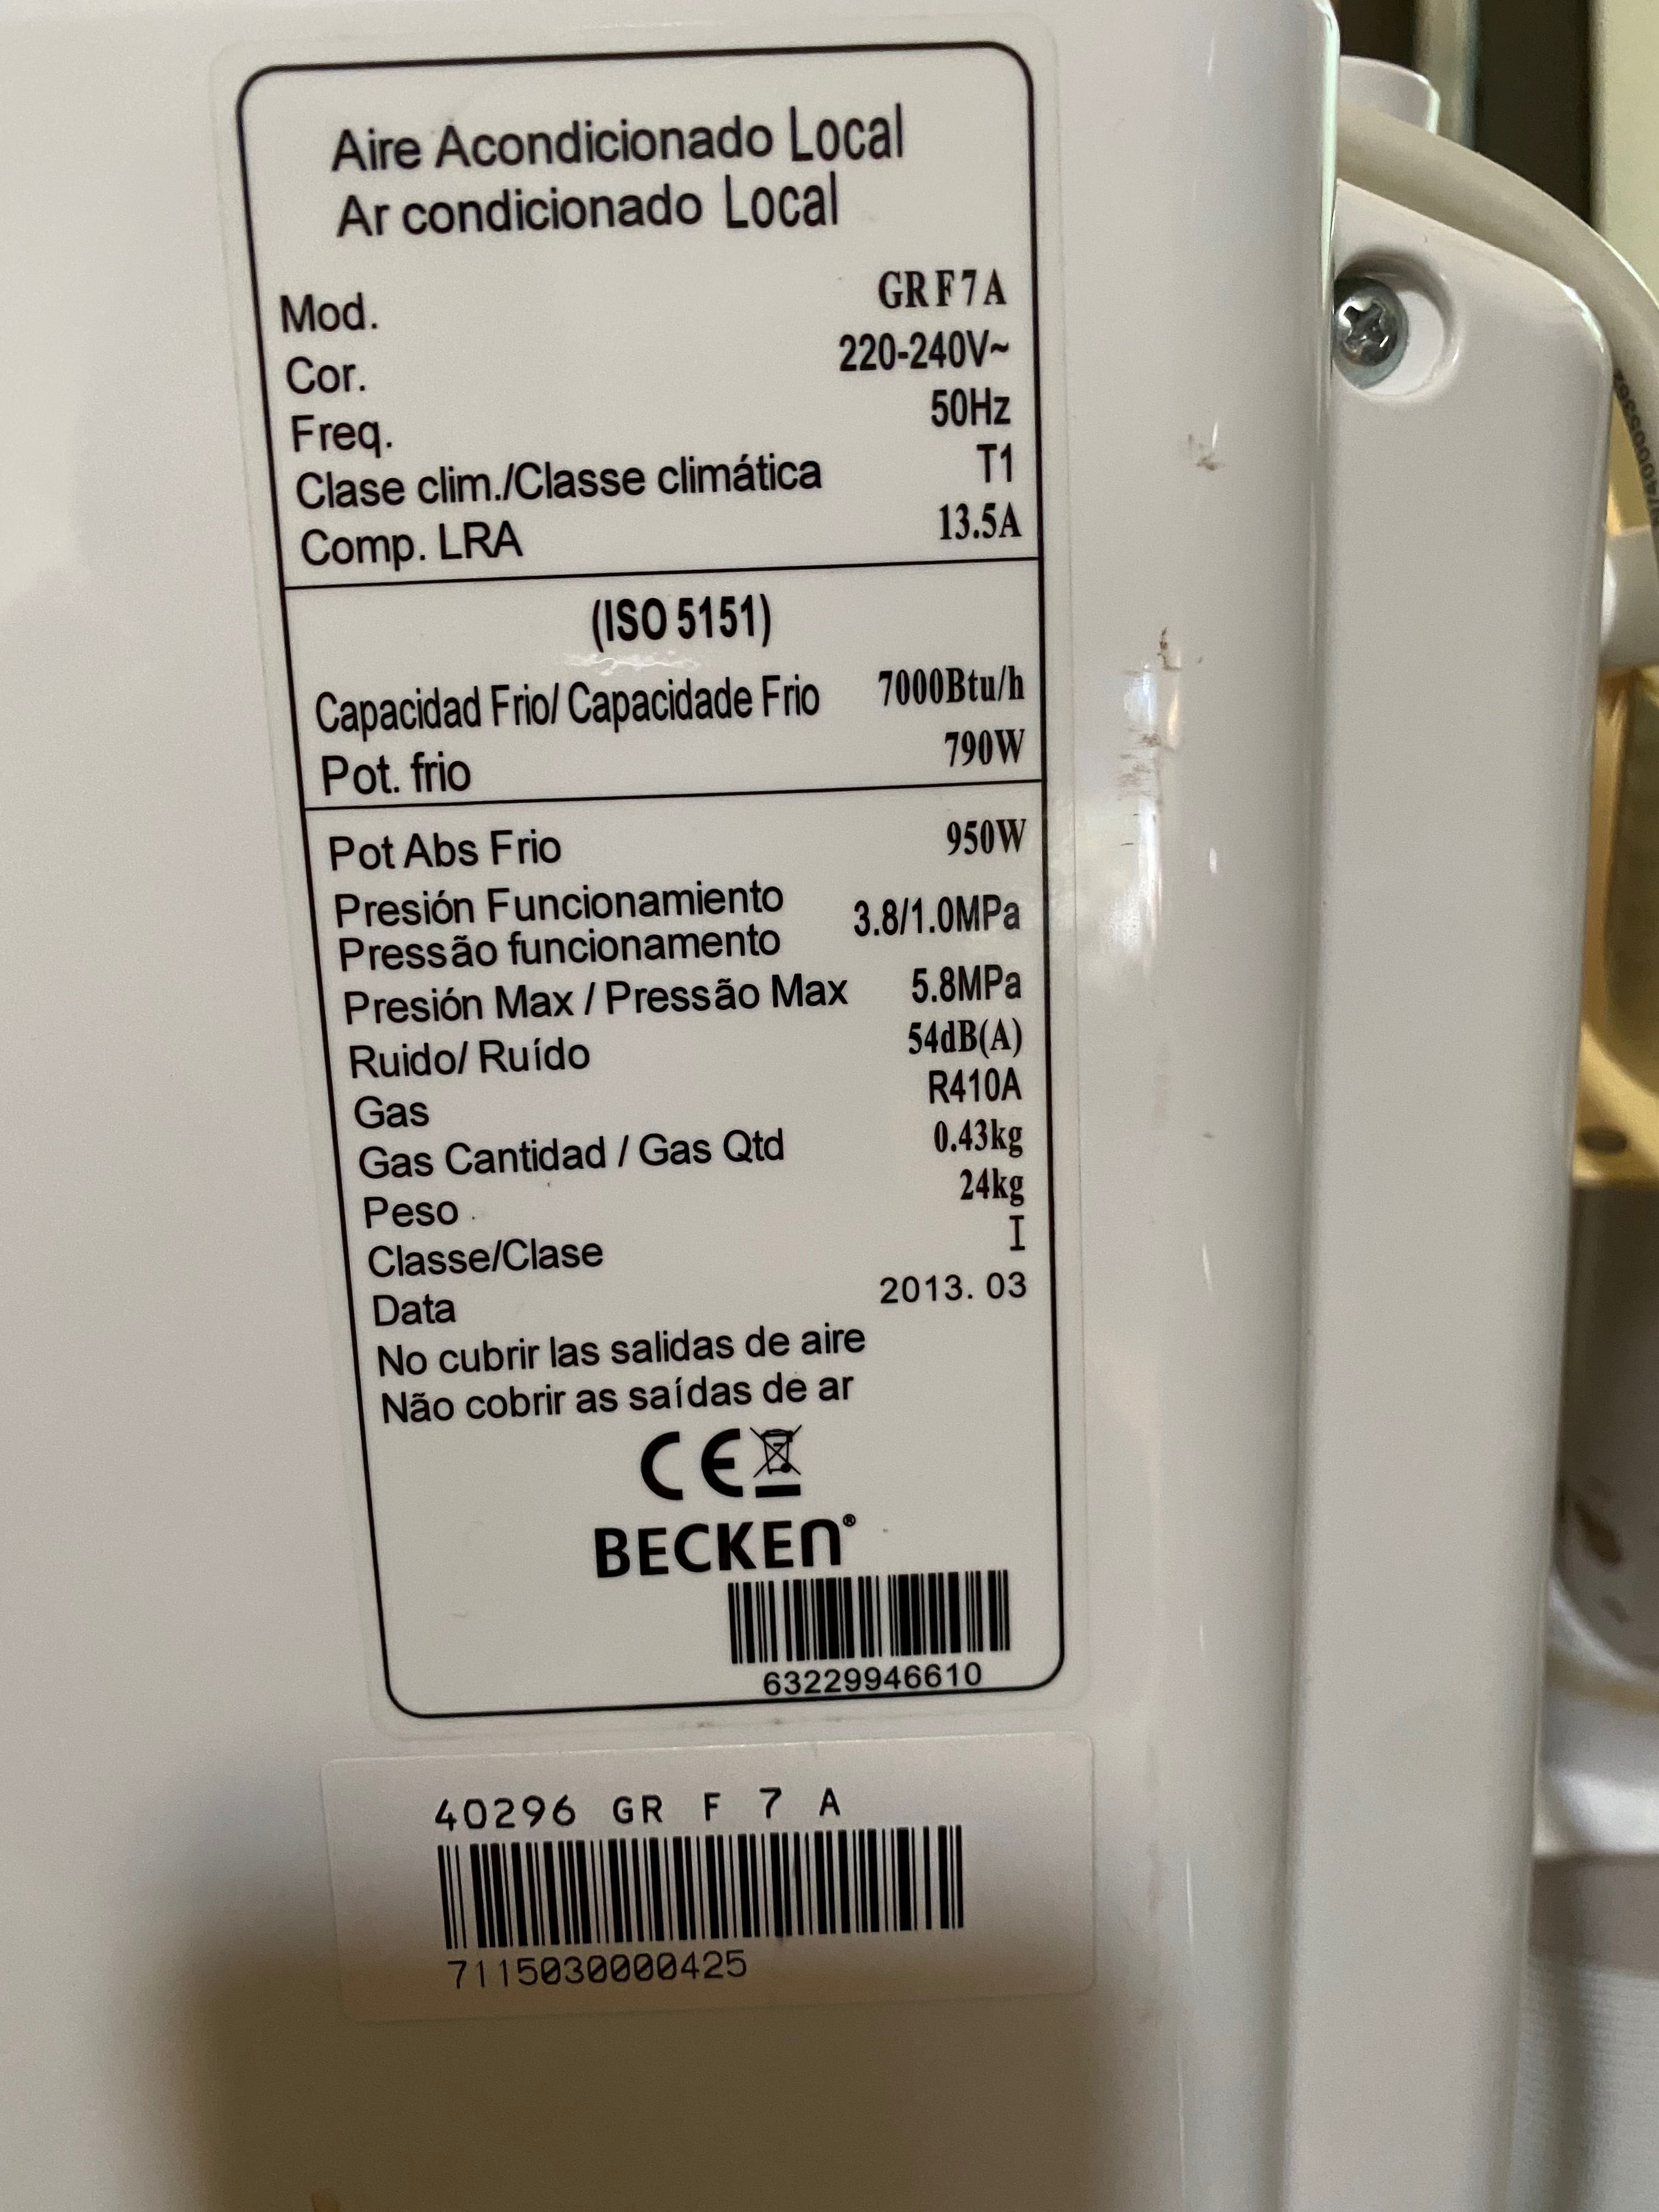 Aire Acondicionado Local
Ar condicionado Local
Mod. GR F 7 A
Cor. 220-240V~
Freq. 50Hz
Clase clim./Classe climática T1
Comp. LRA 13.5A
(ISO 5151)
Capacidad Frio/ Capacidade Frio 7000Btu/h
Pot. frio 790W
Pot Abs Frio 950W
Presión Funcionamiento
Pressão funcionamento 3.8/1.0MPa
Presión Max / Pressão Max 5.8MPa
Ruido/ Ruído 54dB(A)
Gas R410A
Gas Cantidad / Gas Qtd 0.43kg
Peso 24kg
Classe/Clase I
Data 2013. 03
No cubrir las salidas de aire
Não cobrir as saídas de ar
CE
BECKEN®
63229946610
40296 GR F 7 A
7115030000425